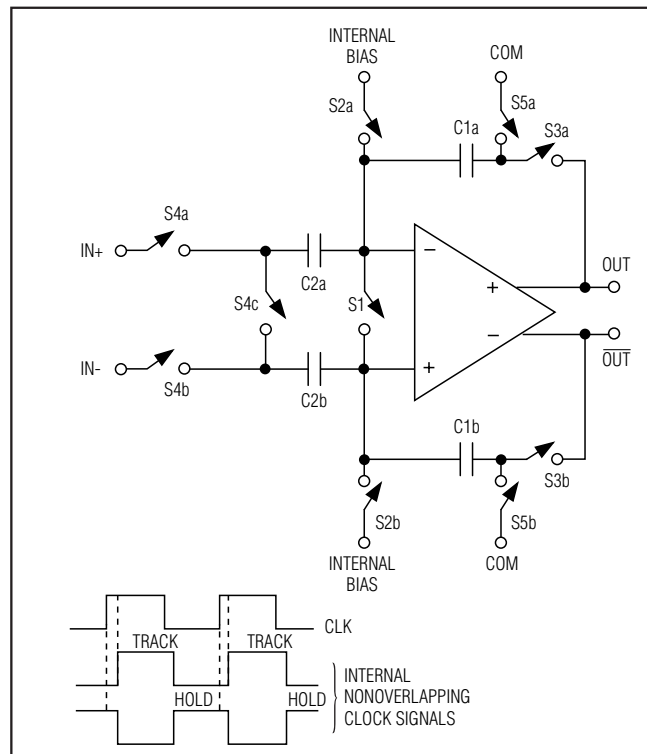 INTERNAL
BIAS
COM
S2a
S5a
C1a
S3a
S4a
IN+
C2a
S4c
S1
−
+
OUT
−
+
OUT
IN-
S4b
C2b
C1b
S3b
S2b
S5b
INTERNAL
BIAS
COM
CLK
TRACK TRACK
HOLD HOLD
INTERNAL
NONOVERLAPPING
CLOCK SIGNALS